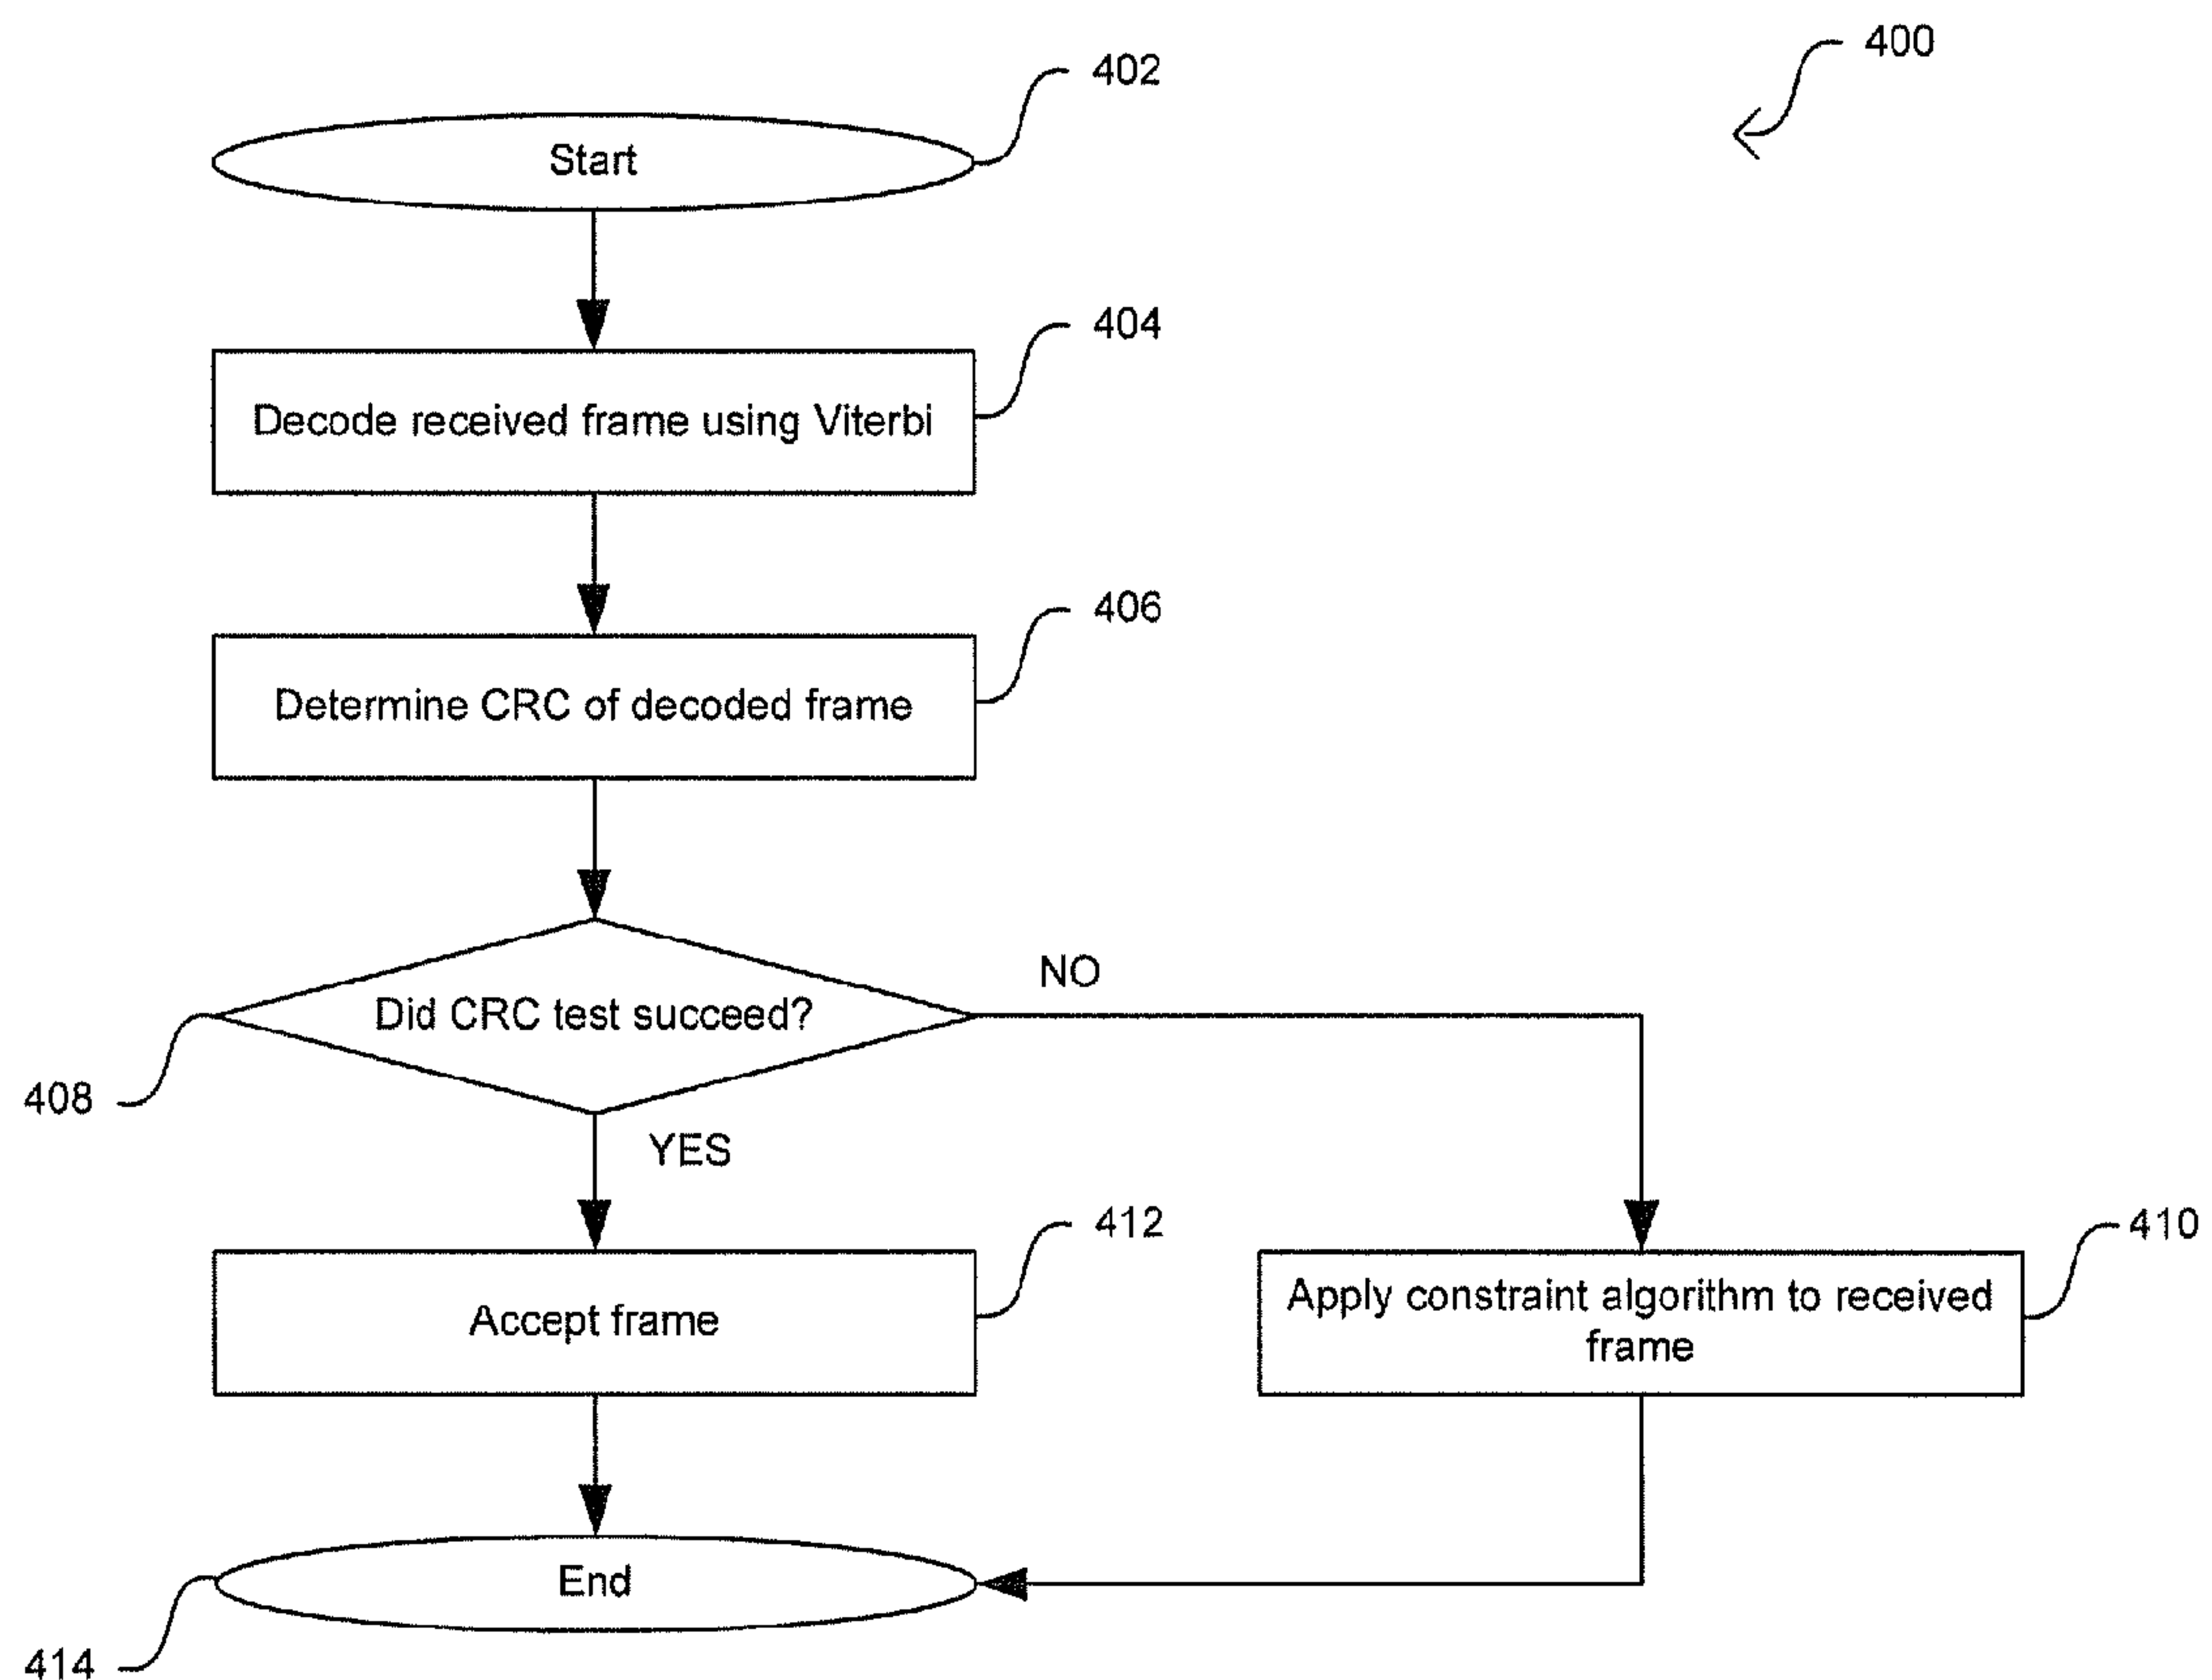 400
402
Start
404
Decode received frame using Viterbi
406
Determine CRC of decoded frame
NO
Did CRC test succeed?
408
YES
412
410
Accept frame
Apply constraint algorithm to received
frame
End
414